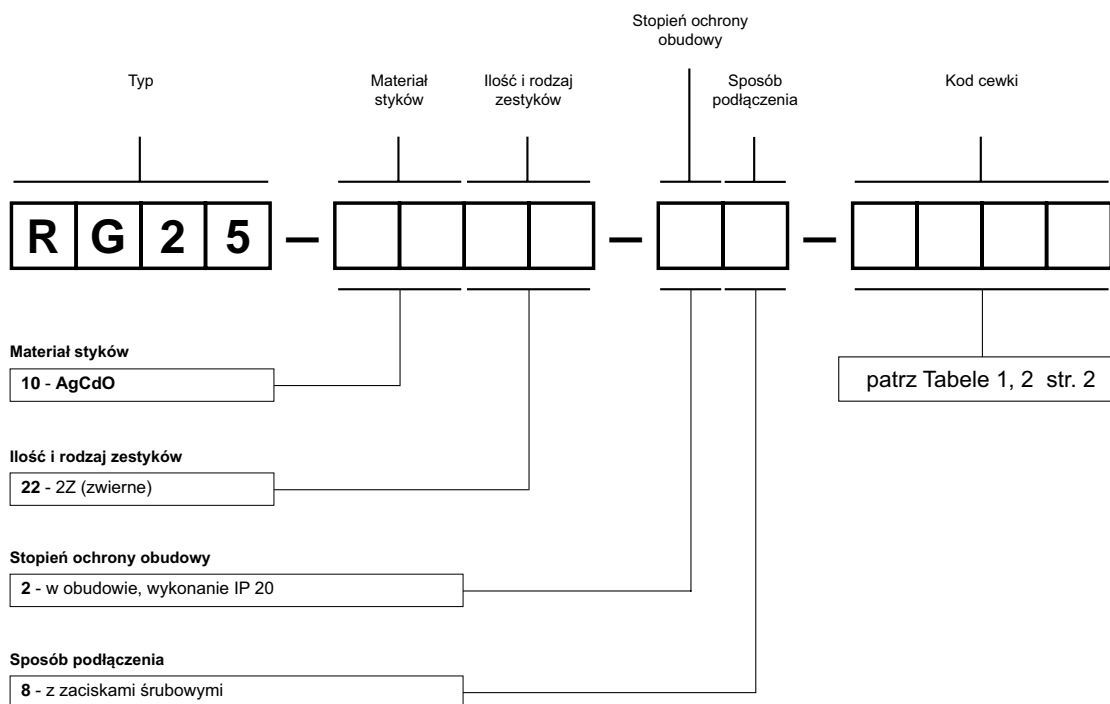 Stopień ochrony
obudowy
Typ
Materiał
styków
Ilość i rodzaj
zestyków
Sposób
podłączenia
Kod cewki
R G 2 5 – – –
Materiał styków
10 - AgCdO
patrz Tabele 1, 2 str. 2
Ilość i rodzaj zestyków
22 - 2Z (zwierne)
Stopień ochrony obudowy
2 - w obudowie, wykonanie IP 20
Sposób podłączenia
8 - z zaciskami śrubowymi